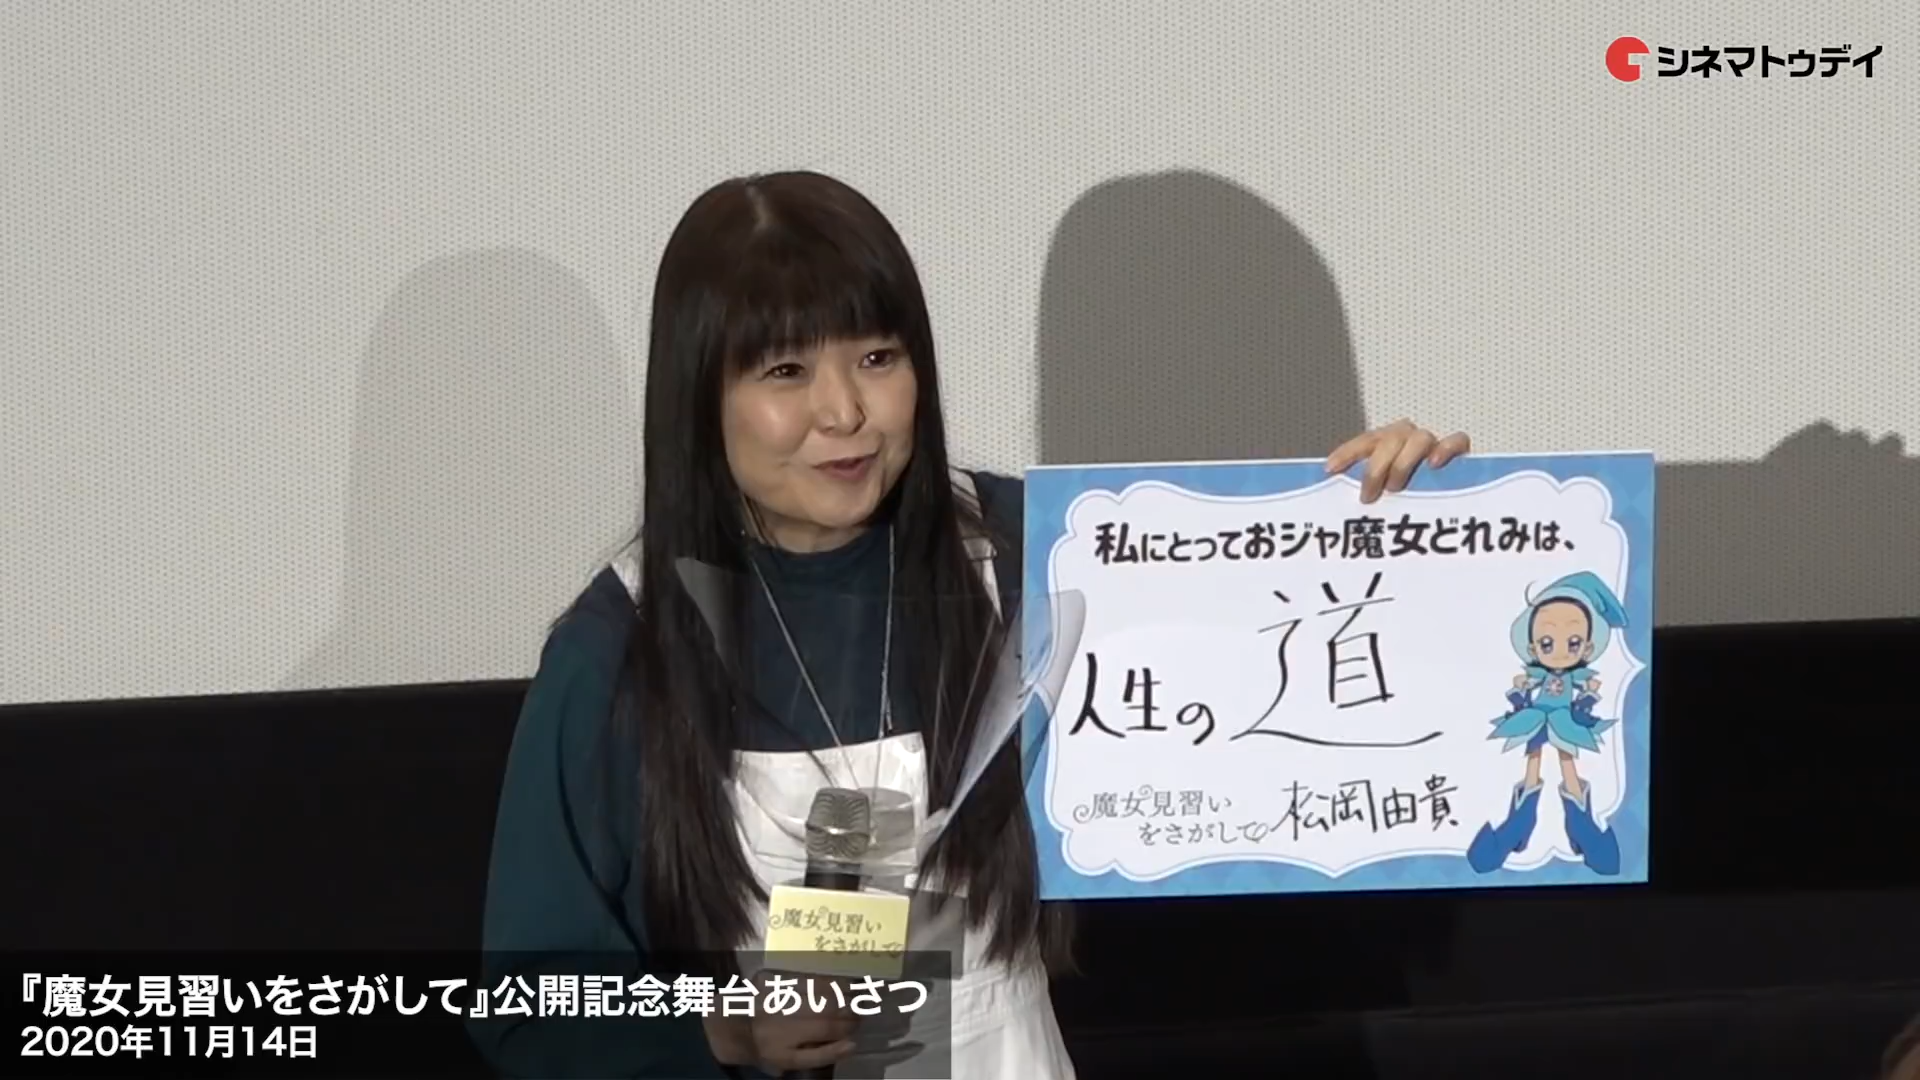 シネマトゥデイ
私にとっておジャ魔女どれみは、
人生の道
魔女見習い
をさがして
松岡由貴
魔女見習い
をさがして
『魔女見習いをさがして』公開記念舞台あいさつ
2020年11月14日